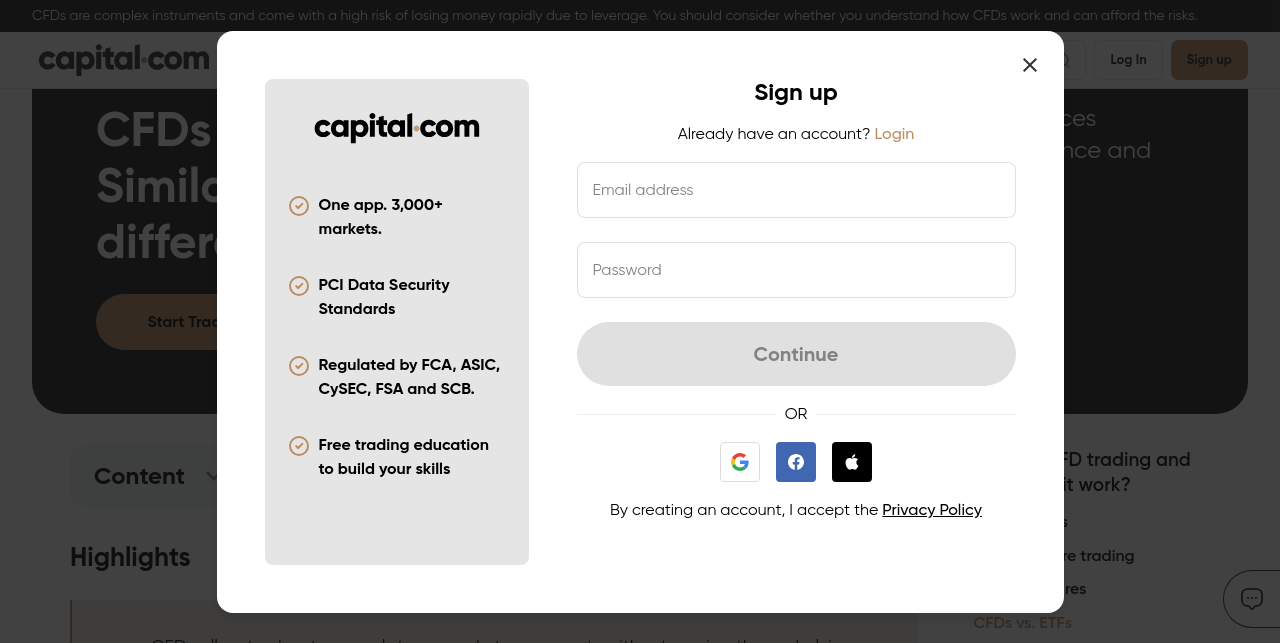 CFDs are complex instruments and come with a high risk of losing money rapidly due to leverage. You should consider whether you understand how CFDs work and can afford the risks.
capital.com
Log In
Sign up
CFDs
Simila
differe
ces
nce and
Start Trad
Content
Highlights
FD trading and
it work?
s
re trading
res
CFDs vs. ETFs
capital.com
One app. 3,000+
markets.
PCI Data Security
Standards
Regulated by FCA, ASIC,
CySEC, FSA and SCB.
Free trading education
to build your skills
Sign up
Already have an account? Login
Email address
Password
Continue
OR
By creating an account, I accept the Privacy Policy